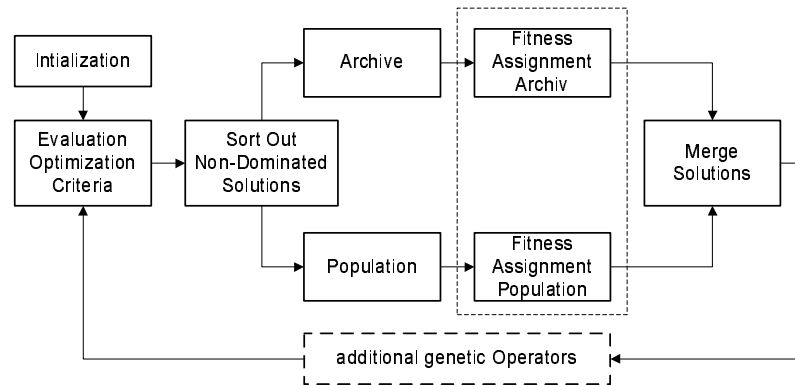 Intialization
Evaluation
Optimization
Criteria
Sort Out
Non-Dominated
Solutions
Archive
Fitness
Assignment
Archiv
Population
Fitness
Assignment
Population
Merge
Solutions
additional genetic Operators